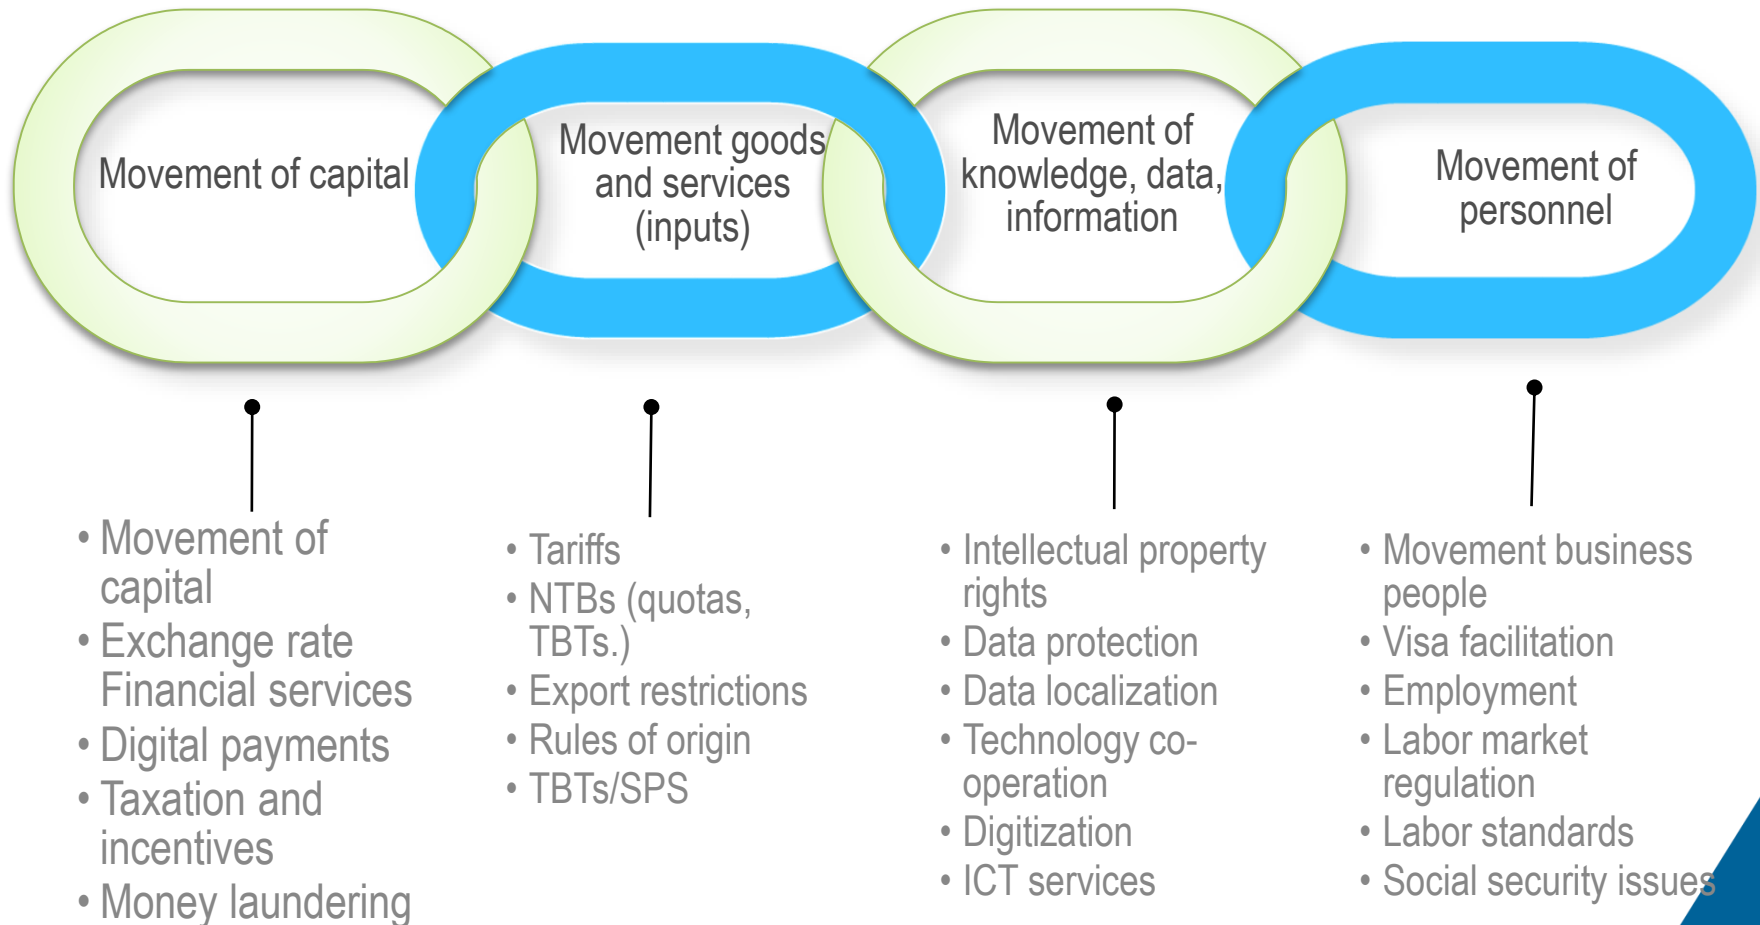 Movement of capital
Movement goods
and services
(inputs)
Movement of
knowledge, data,
information
Movement of
personnel
• Movement of
capital
• Exchange rate
Financial services
• Digital payments
• Taxation and
incentives
• Money laundering
• Tariffs
• NTBs (quotas,
TBTs.)
• Export restrictions
• Rules of origin
• TBTs/SPS
• Intellectual property
rights
• Data protection
• Data localization
• Technology co-
operation
• Digitization
• ICT services
• Movement business
people
• Visa facilitation
• Employment
• Labor market
regulation
• Labor standards
• Social security issues